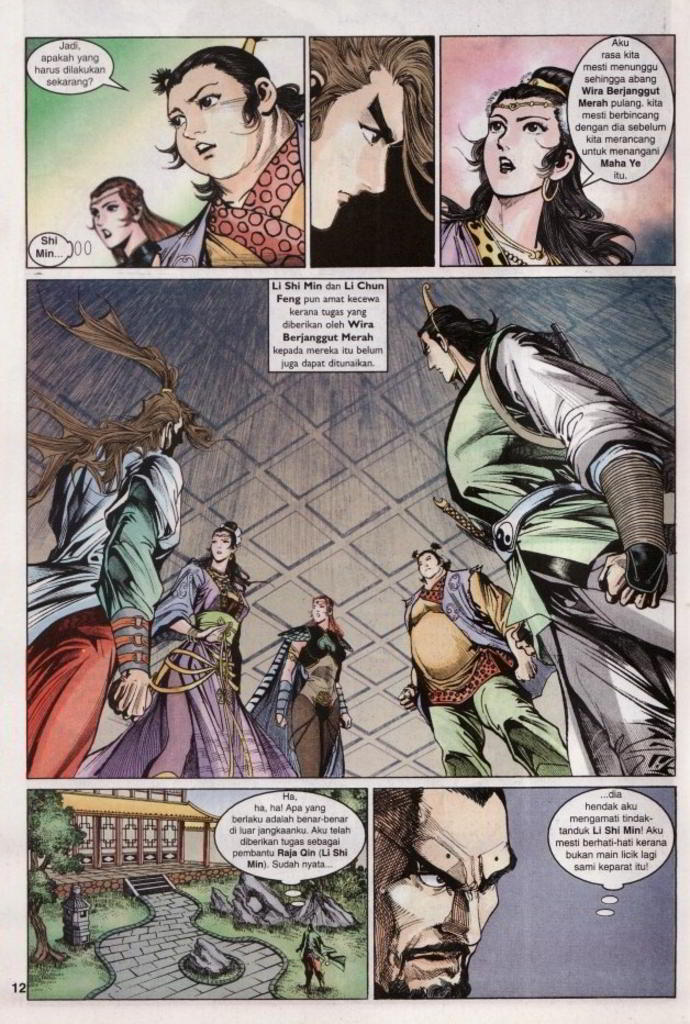 Jadi,
apakah yang
harus dilakukan
sekarang?
Shi
Min...
Aku
rasa kita
mesti menunggu
sehingga abang
Wira Berjanggut
Merah pulang. kita
mesti berbincang
dengan dia sebelum
kita merancang
untuk menangani
Maha Ye
itu.
Li Shi Min dan Li Chun
Feng pun amat kecewa
kerana tugas yang
diberikan oleh Wira
Berjanggut Merah
kepada mereka itu belum
juga dapat ditunaikan.
Ha,
ha, ha! Apa yang
berlaku adalah benar-benar
di luar jangkaanku. Aku telah
diberikan tugas sebagai
pembantu Raja Qin (Li Shi
Min). Sudah nyata...
...dia
hendak aku
mengamati tindak-
tanduk Li Shi Min! Aku
mesti berhati-hati kerana
bukan main licik lagi
sami keparat itu!
12